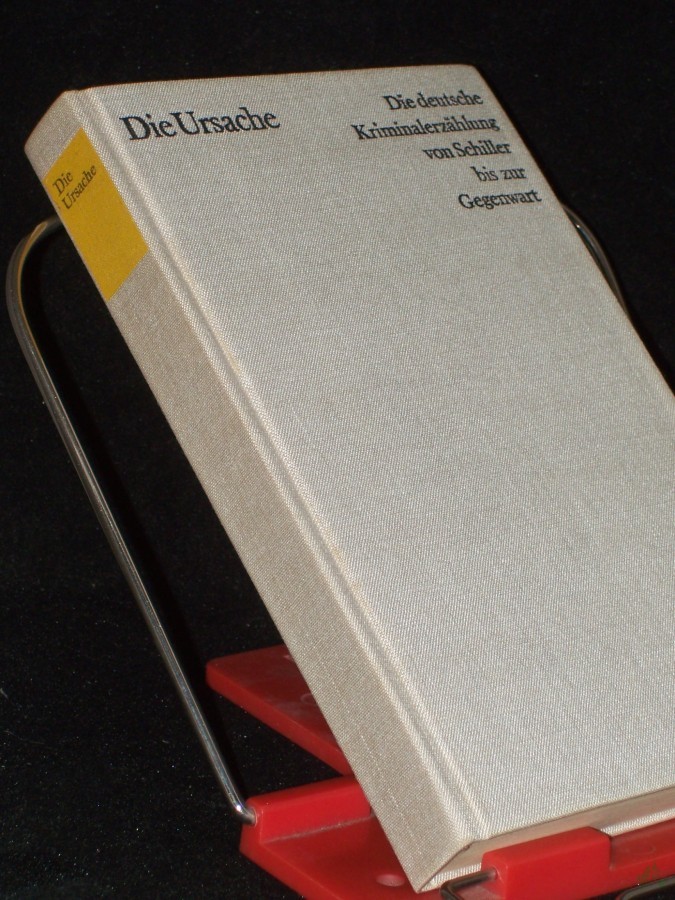 Die Ursache
Die deutsche
Kriminalerzählung
von Schiller
bis zur
Gegenwart
Die
Ursache